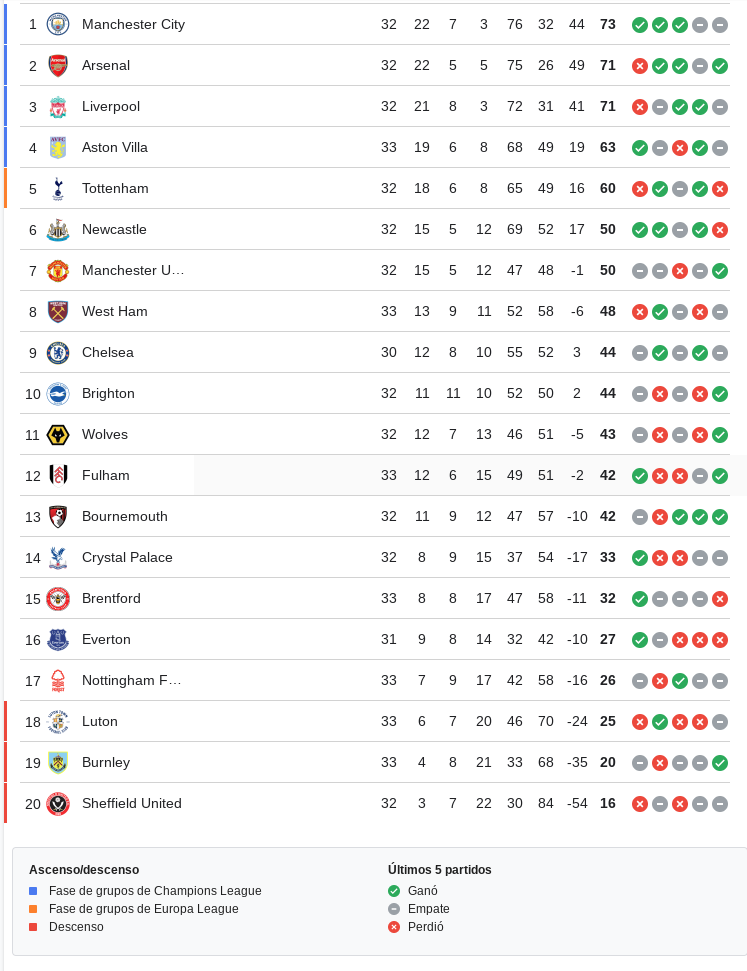 1 Manchester City 32 22 7 3 76 32 44 73
2 Arsenal 32 22 5 5 75 26 49 71
3 Liverpool 32 21 8 3 72 31 41 71
4 Aston Villa 33 19 6 8 68 49 19 63
5 Tottenham 32 18 6 8 65 49 16 60
6 Newcastle 32 15 5 12 69 52 17 50
7 Manchester U... 32 15 5 12 47 48 -1 50
8 West Ham 33 13 9 11 52 58 -6 48
9 Chelsea 30 12 8 10 55 52 3 44
10 Brighton 32 11 11 10 52 50 2 44
11 Wolves 32 12 7 13 46 51 -5 43
12 Fulham 33 12 6 15 49 51 -2 42
13 Bournemouth 32 11 9 12 47 57 -10 42
14 Crystal Palace 32 8 9 15 37 54 -17 33
15 Brentford 33 8 8 17 47 58 -11 32
16 Everton 31 9 8 14 32 42 -10 27
17 Nottingham F... 33 7 9 17 42 58 -16 26
18 Luton 33 6 7 20 46 70 -24 25
19 Burnley 33 4 8 21 33 68 -35 20
20 Sheffield United 32 3 7 22 30 84 -54 16
Ascenso/descenso
Fase de grupos de Champions League
Fase de grupos de Europa League
Descenso
Últimos 5 partidos
Ganó
Empate
Perdió